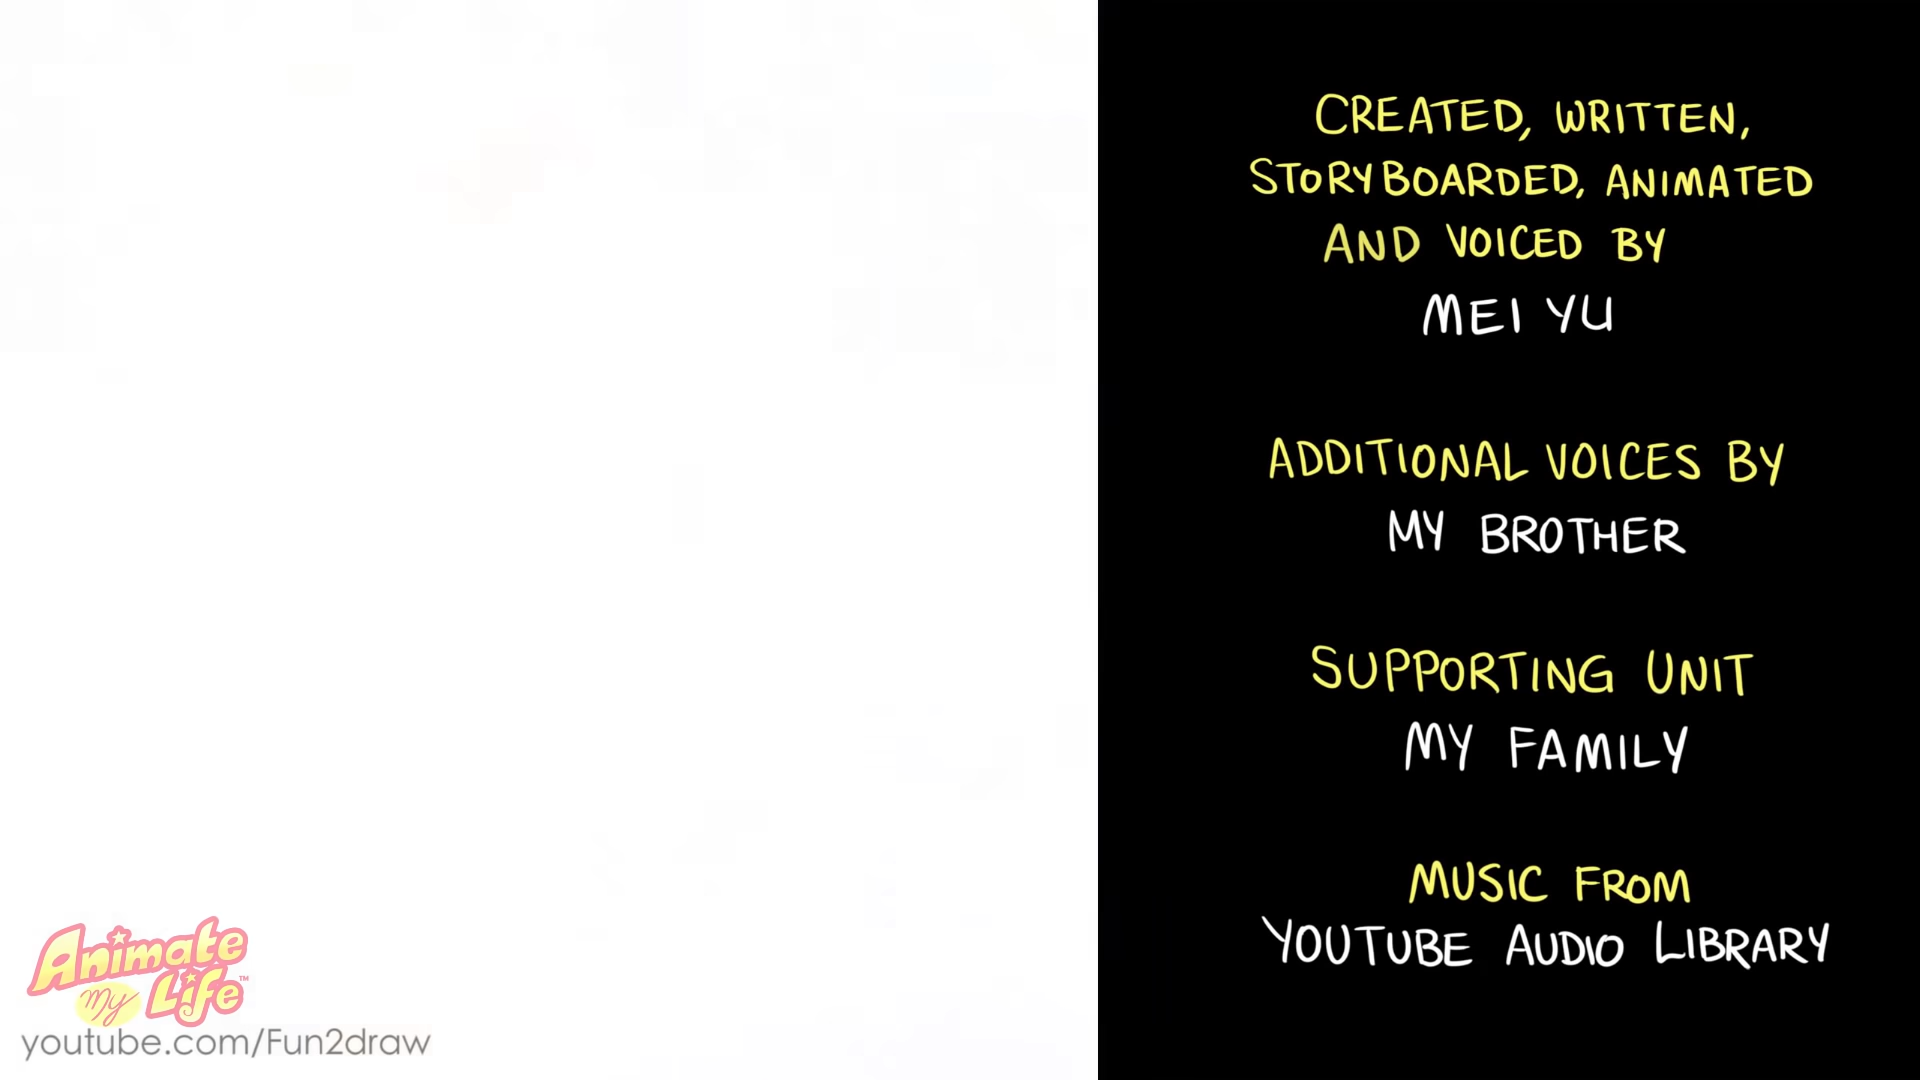 CREATED, WRITTEN,
STORYBOARDED, ANIMATED
AND VOICED BY
MEI YU
ADDITIONAL VOICES BY
MY BROTHER
SUPPORTING UNIT
MY FAMILY
MUSIC FROM
YOUTUBE AUDIO LIBRARY
Animate
my Life™
youtube.com/Fun2draw